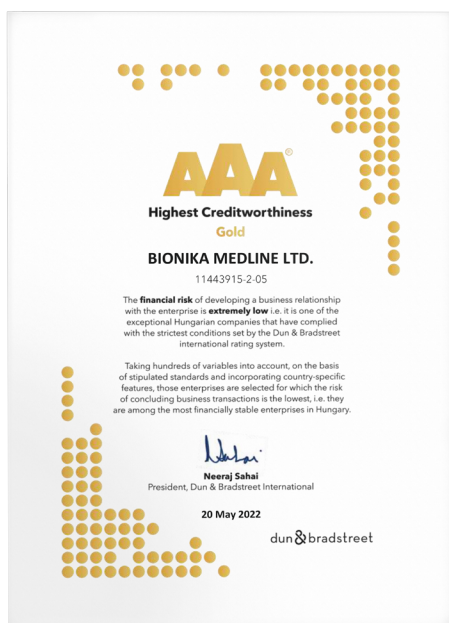 AAA®
Highest Creditworthiness
Gold
BIONIKA MEDLINE LTD.
11443915-2-05
The financial risk of developing a business relationship
with the enterprise is extremely low i.e. it is one of the
exceptional Hungarian companies that have complied
with the strictest conditions set by the Dun & Bradstreet
international rating system.
Taking hundreds of variables into account, on the basis
of stipulated standards and incorporating country-specific
features, those enterprises are selected for which the risk
of concluding business transactions is the lowest, i.e. they
are among the most financially stable enterprises in Hungary.
Neeraj Sahai
President, Dun & Bradstreet International
20 May 2022
dun & bradstreet